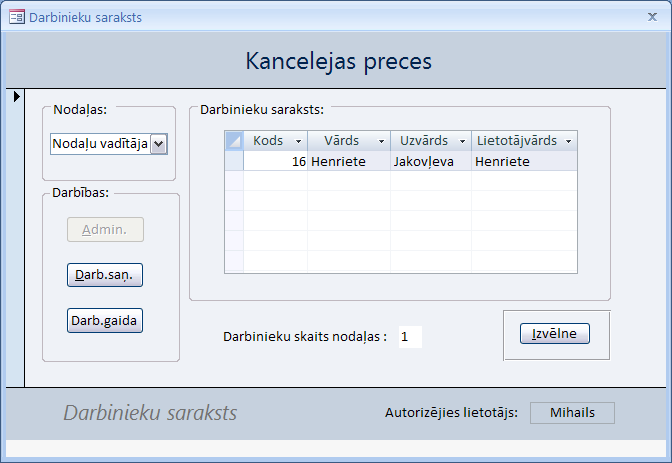 Darbinieku saraksts
Kancelejas preces
Nodaļas:
Nodaļu vadītāja
Darbības:
Admin.
Darb.saņ.
Darb.gaida
Darbinieku saraksts:
Kods Vārds Uzvārds Lietotājvārds
16 Henriete Jakovļeva Henriete
Darbinieku skaits nodaļas : 1
Izvēlne
Darbinieku saraksts
Autorizējies lietotājs: Mihails